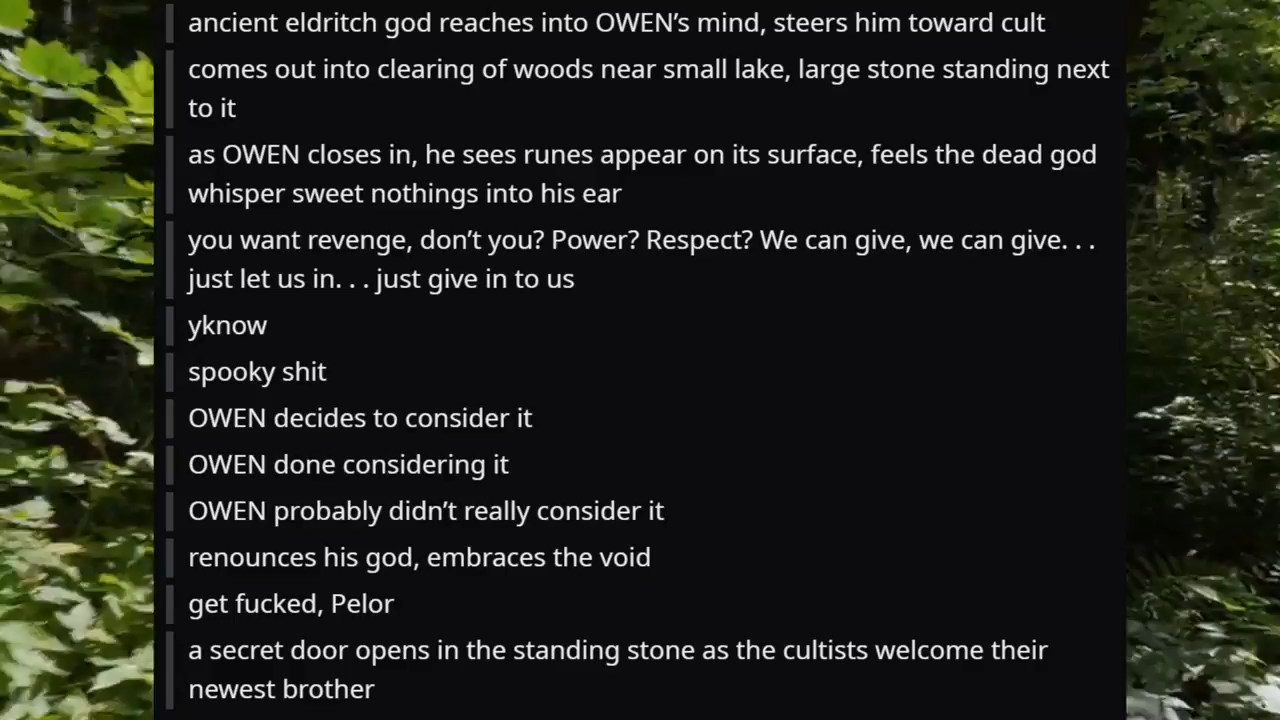 ancient eldritch god reaches into OWEN’s mind, steers him toward cult
comes out into clearing of woods near small lake, large stone standing next
to it
as OWEN closes in, he sees runes appear on its surface, feels the dead god
whisper sweet nothings into his ear
you want revenge, don’t you? Power? Respect? We can give, we can give. . .
just let us in. . . just give in to us
yknow
spooky shit
OWEN decides to consider it
OWEN done considering it
OWEN probably didn’t really consider it
renounces his god, embraces the void
get fucked, Pelor
a secret door opens in the standing stone as the cultists welcome their
newest brother